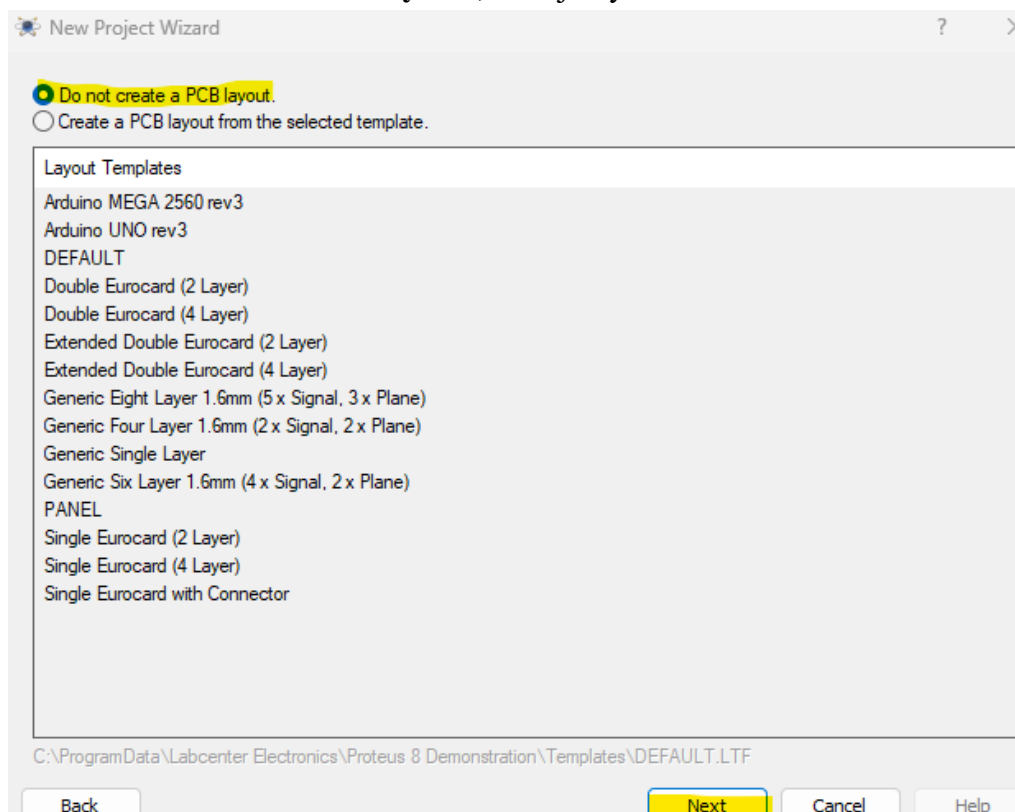 New Project Wizard ?
Do not create a PCB layout.
Create a PCB layout from the selected template.
Layout Templates
Arduino MEGA 2560 rev3
Arduino UNO rev3
DEFAULT
Double Eurocard (2 Layer)
Double Eurocard (4 Layer)
Extended Double Eurocard (2 Layer)
Extended Double Eurocard (4 Layer)
Generic Eight Layer 1.6mm (5 x Signal, 3 x Plane)
Generic Four Layer 1.6mm (2 x Signal, 2 x Plane)
Generic Single Layer
Generic Six Layer 1.6mm (4 x Signal, 2 x Plane)
PANEL
Single Eurocard (2 Layer)
Single Eurocard (4 Layer)
Single Eurocard with Connector
C:\ProgramData\Labcenter Electronics\Proteus 8 Demonstration\Templates\DEFAULT.LTF
Back Next Cancel Help